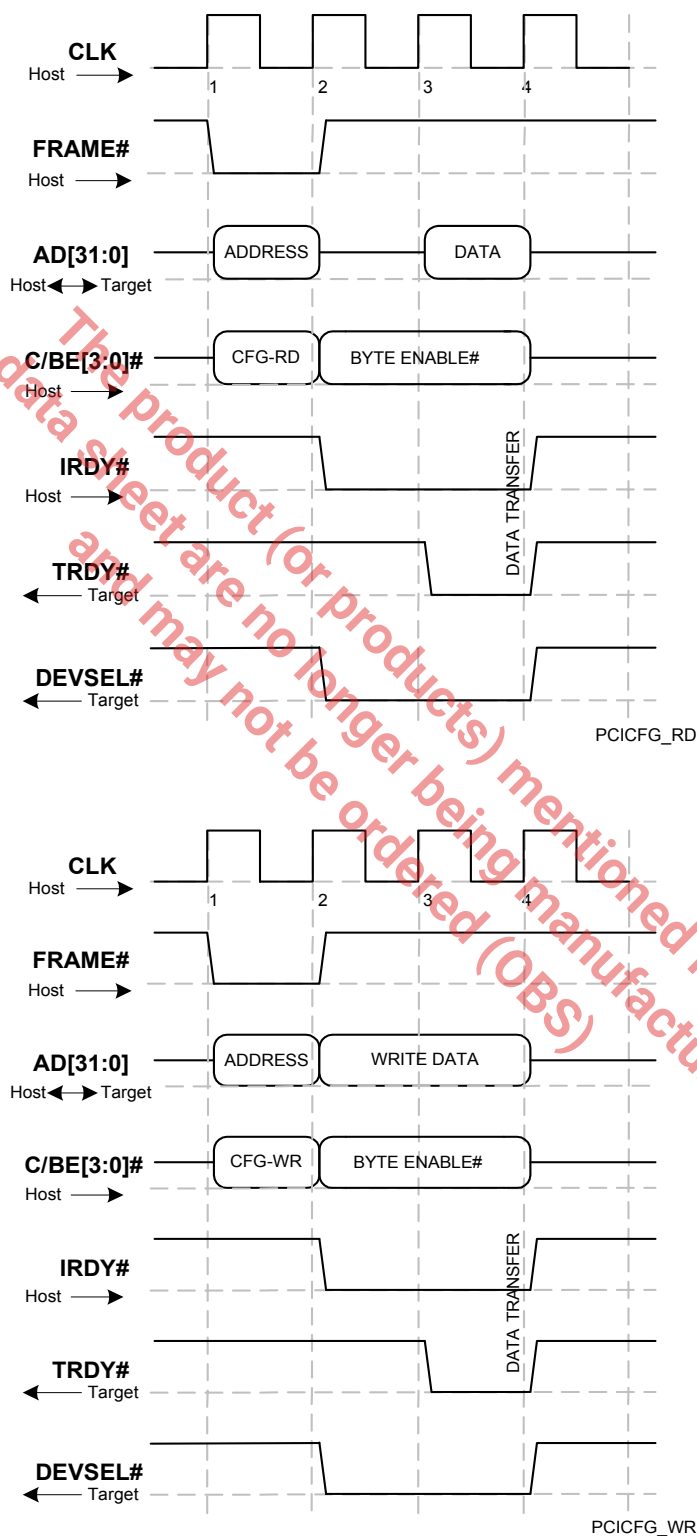 CLK
Host
1
2
3
4
FRAME#
Host
AD[31:0]
ADDRESS
DATA
Host
Target
C/BE[3:0]#
CFG-RD
BYTE ENABLE#
Host
IRDY#
Host
DATA TRANSFER
TRDY#
Target
DEVSEL#
Target
PCICFG_RD
CLK
Host
1
2
3
4
FRAME#
Host
AD[31:0]
ADDRESS
WRITE DATA
Host
Target
C/BE[3:0]#
CFG-WR
BYTE ENABLE#
Host
IRDY#
Host
DATA TRANSFER
TRDY#
Target
DEVSEL#
Target
PCICFG_WR
The product (or products) mentioned
data sheet are no longer being
and may not be ordered (OBS)